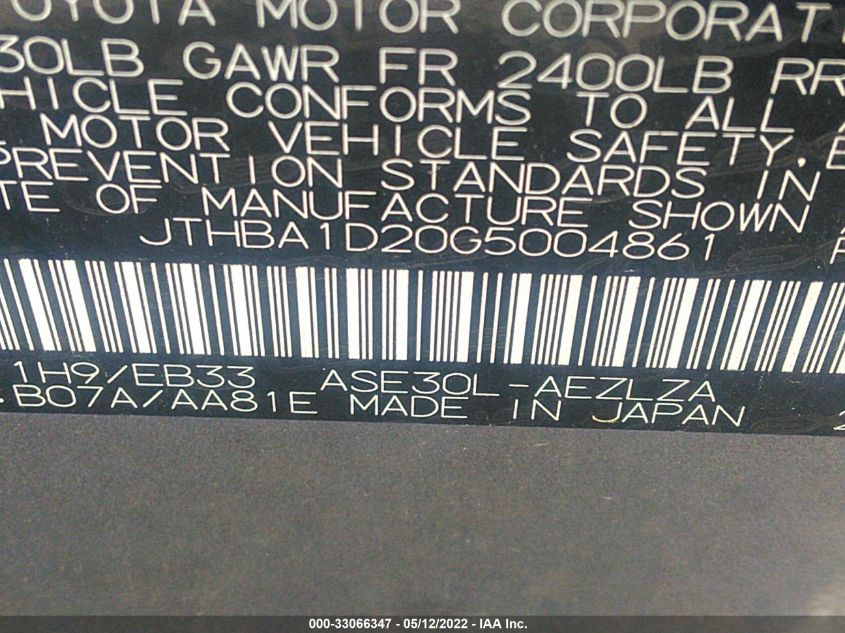 OYOTA MOTOR CORPORAT
30LB GAWR FR 2400LB RR
HICLE CONFORMS TO ALL
MOTOR VEHICLE SAFETY,
PREVENTION STANDARDS IN
TE OF MANUFACTURE SHOWN
JTHBA1D20G5004861
1H9/EB33 ASE30L-AEZLZA
B07A/AA81E MADE IN JAPAN
000-33066347 - 05/12/2022 - IAA Inc.